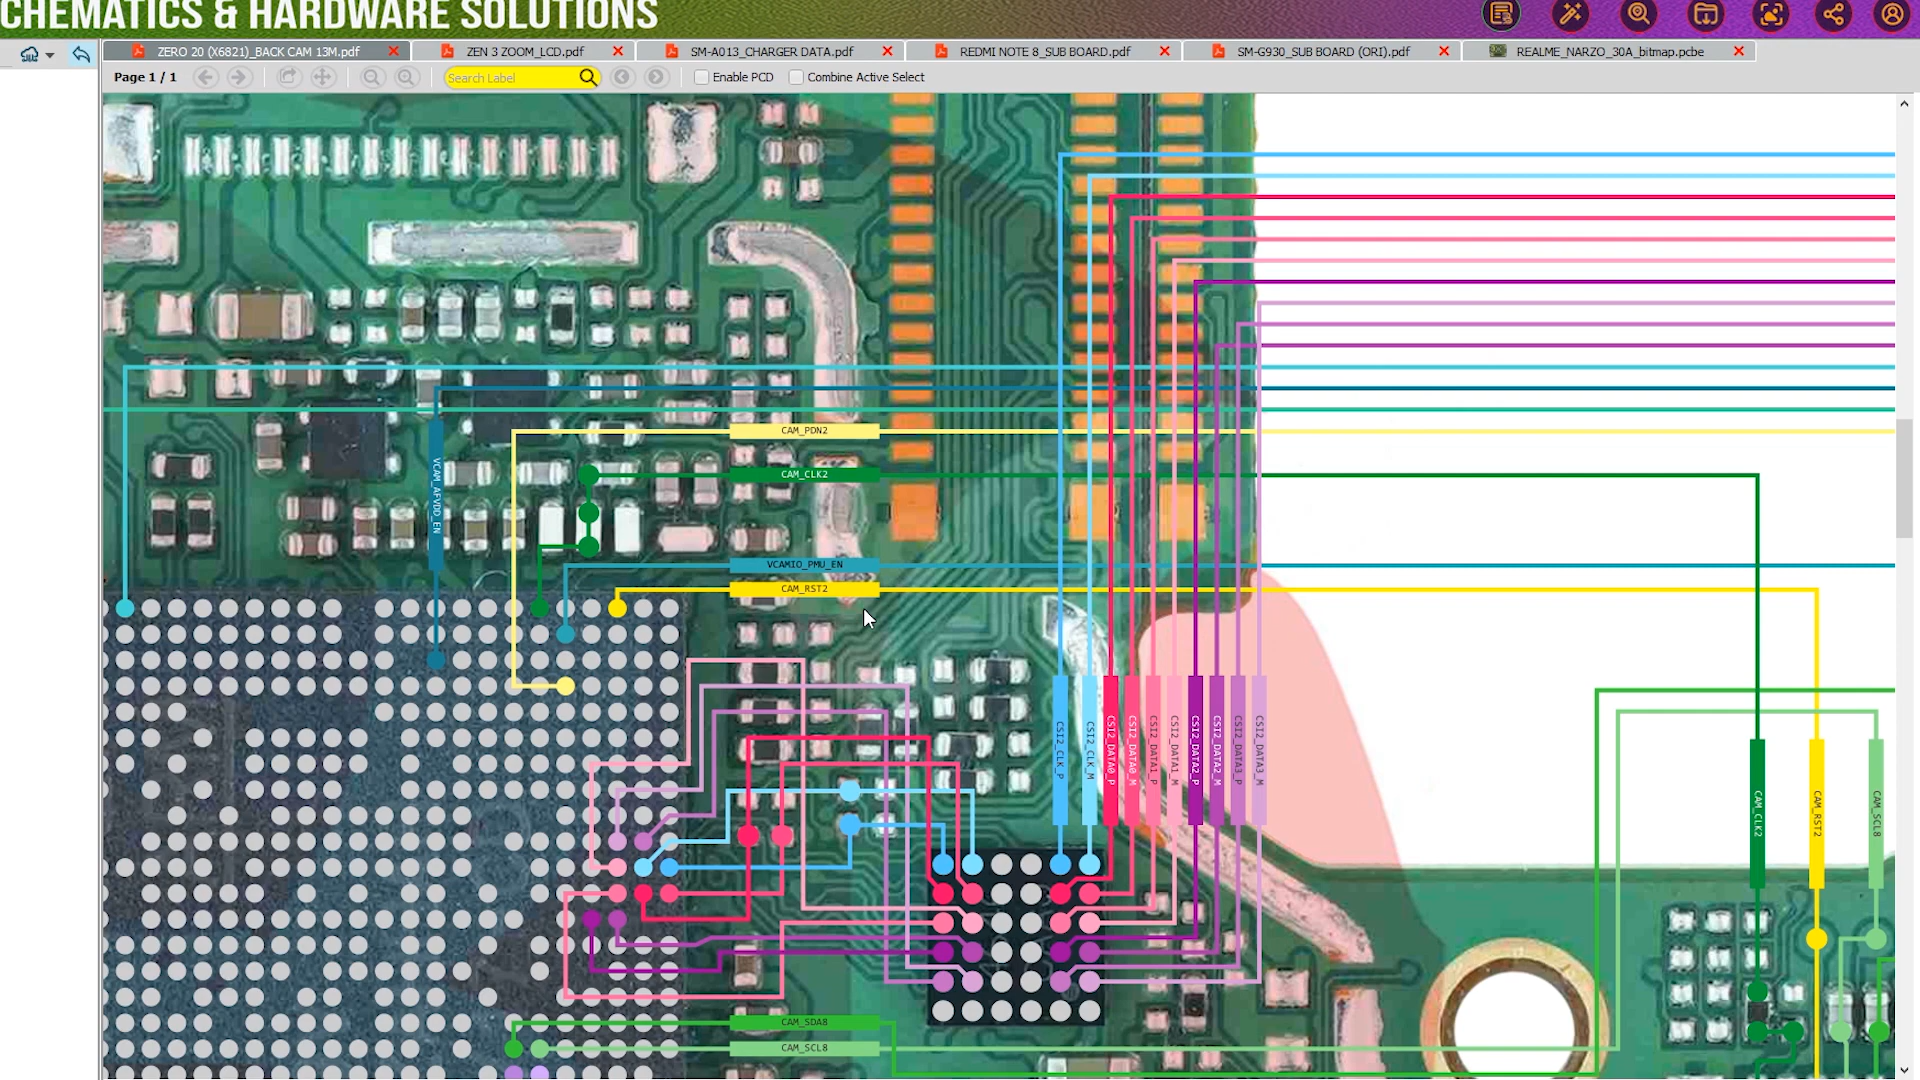 CHEMATICS & HARDWARE SOLUTIONS
ZERO 20 (X6821)_BACK CAM 13M.pdf
ZEN 3 ZOOM_LCD.pdf
SM-A013_CHARGER DATA.pdf
REDMI NOTE 8_SUB BOARD.pdf
SM-G930_SUB BOARD (ORI).pdf
REALME_NARZO_30A_bitmap.pcbe
Page 1 / 1
Search Label
Enable PCD
Combine Active Select
CAM_PDN2
CAM_CLK2
VCAM_AFVDD_EN
VCAMIO_PMU_EN
CAM_RST2
CSI2_CLK_P
CSI2_CLK_M
CSI2_DATA0_P
CSI2_DATA0_M
CSI2_DATA1_P
CSI2_DATA1_M
CSI2_DATA2_P
CSI2_DATA2_M
CSI2_DATA3_P
CSI2_DATA3_M
CAM_CLK2
CAM_RST2
CAM_SCL8
CAM_SDA8
CAM_SCL8